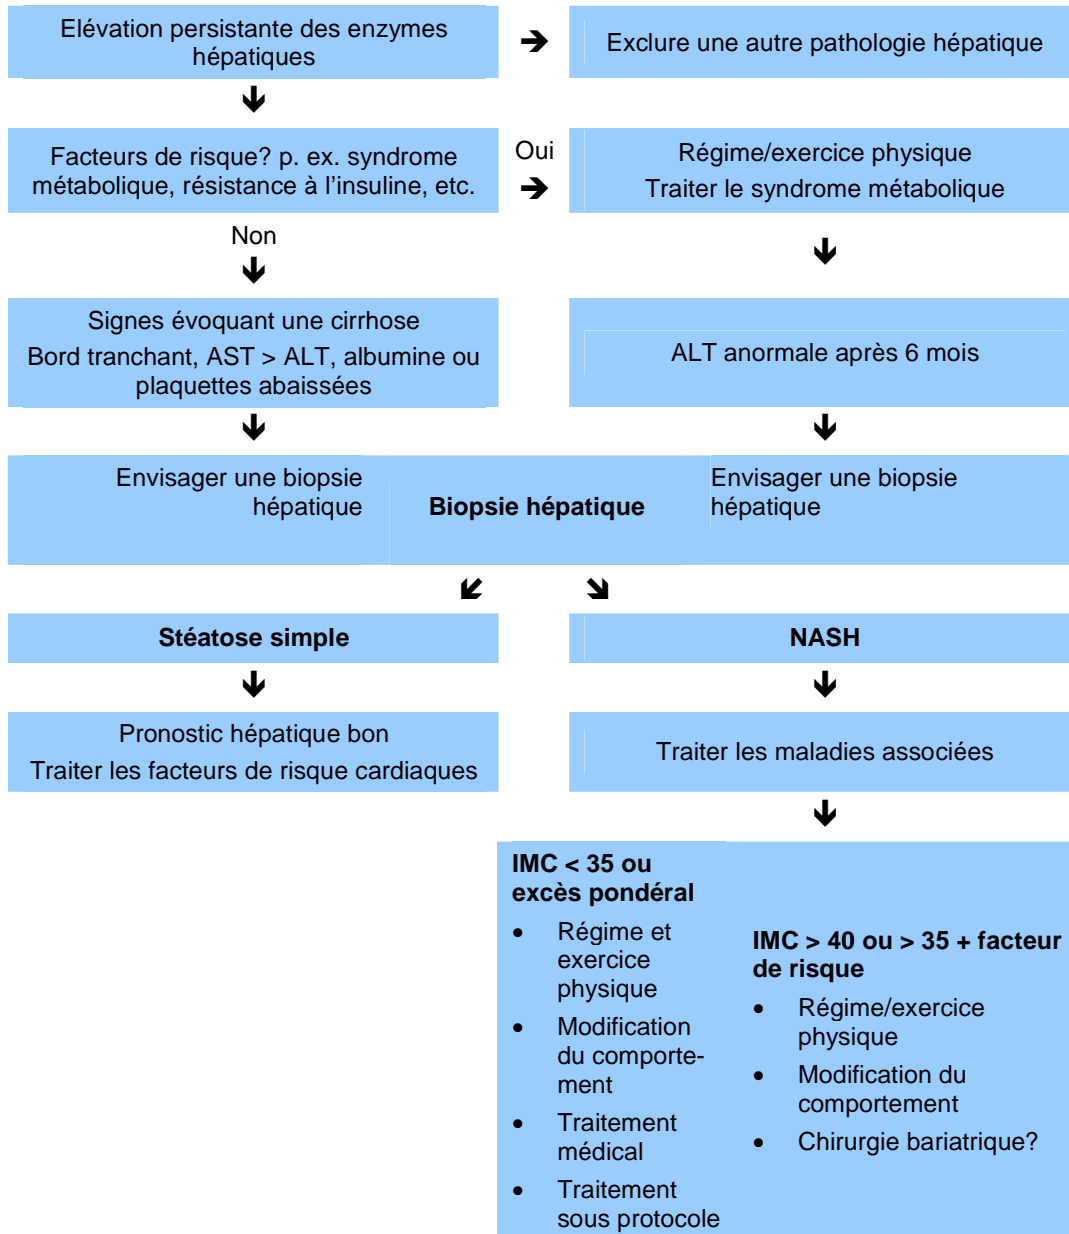 Elévation persistante des enzymes
hépatiques
Exclure une autre pathologie hépatique
Facteurs de risque? p. ex. syndrome
métabolique, résistance à l'insuline, etc.
Oui
Régime/exercice physique
Traiter le syndrome métabolique
Non
Signes évoquant une cirrhose
Bord tranchant, AST > ALT, albumine ou
plaquettes abaissées
ALT anormale après 6 mois
Envisager une biopsie
hépatique
Biopsie hépatique
Envisager une biopsie
hépatique
Stéatose simple
NASH
Pronostic hépatique bon
Traiter les facteurs de risque cardiaques
Traiter les maladies associées
IMC < 35 ou
excès pondéral
• Régime et
exercice
physique
• Modification
du comporte-
ment
• Traitement
médical
• Traitement
sous protocole
IMC > 40 ou > 35 + facteur
de risque
• Régime/exercice
physique
• Modification du
comportement
• Chirurgie bariatrique?